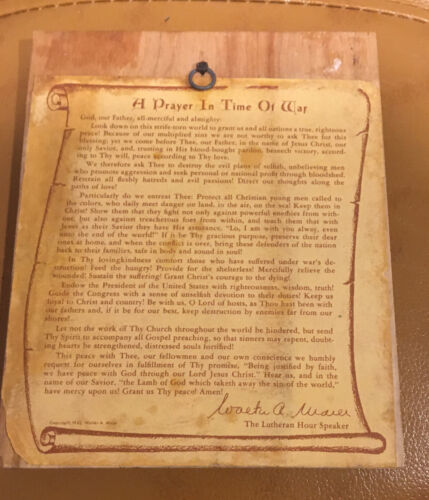 A Prayer In Time Of War
God, our Father, all-merciful and almighty:
Look down on this strife-torn world to grant us and all nations a true, righteous
peace! Because of our multiplied sins we are not worthy to ask Thee for this
blessing; yet we come before Thee, our Father, in the name of Jesus Christ, our
only Savior, and, trusting in His blood-bought pardon, beseech victory, accord-
ing to Thy will, peace according to Thy love.
We therefore ask Thee to destroy the evil plans of selfish, unbelieving men
who promote aggression and seek personal or national profit through bloodshed.
Restrain all fleshly hatreds and evil passions! Direct our thoughts along the
paths of love!
Particularly do we entreat Thee: Protect all Christian young men called to
the colors, who daily meet danger on land, in the air, on the sea! Keep them in
Christ! Show them that they fight not only against powerful enemies from with-
out, but also against treacherous foes from within, and teach them that with
Jesus as their Savior they have His assurance, "Lo, I am with you alway, even
unto the end of the world!" If it be Thy gracious purpose, preserve their dear
ones at home, and when the conflict is over, bring these defenders of the nation
back to their families, safe in body and sound in soul!
In Thy lovingkindness comfort those who have suffered under war's de-
struction! Feed the hungry! Provide for the shelterless! Mercifully relieve the
wounded! Sustain the suffering! Grant Christ's courage to the dying!
Endow the President of the United States with righteousness, wisdom, truth!
Guide the Congress with a sense of unselfish devotion to their duties! Keep us
loyal to Christ and country! Be with us, O Lord of hosts, as Thou hast been with
our fathers and, if it be for our best, keep destruction by enemies far from our
shores!
Let not the work of Thy Church throughout the world be hindered, but send
Thy Spirit to accompany all Gospel preaching, so that sinners may repent, doubt-
ing hearts be strengthened, distressed souls fortified!
This peace with Thee, our fellowmen and our own conscience we humbly
request for ourselves in fulfillment of Thy promise, "Being justified by faith,
we have peace with God through our Lord Jesus Christ." Hear us, and in the
name of our Savior, "the Lamb of God which taketh away the sin of the world,"
have mercy upon us! Grant us Thy peace! Amen!
Walter A. Maier
The Lutheran Hour Speaker
Copyright 1942, Walter A. Maier